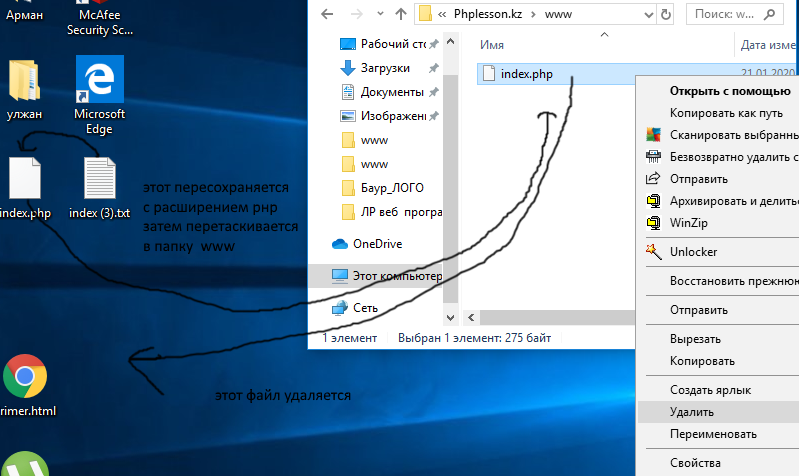 Арман
McAfee
Security Sc...
улжан
Microsoft
Edge
index.php
index (3).txt
этот пересохраняется
с расширением pнp
затем перетаскивается
в папку www
rimer.html
этот файл удаляется
« Phplesson.kz › www
Поиск: w...
Рабочий сто
Загрузки
Документы
Изображени
www
www
Баур_ЛОГО
ЛР веб програ
OneDrive
Этот компьютер
Сеть
Имя
Дата изме
index.php
21.01.2020
1 элемент
Выбран 1 элемент: 275 байт
Открыть с помощью
Копировать как путь
Сканировать выбранны
Безвозвратно удалить с
Отправить
Архивировать и делитьс
WinZip
Unlocker
Восстановить прежнюю
Отправить
Вырезать
Копировать
Создать ярлык
Удалить
Переименовать
Свойства